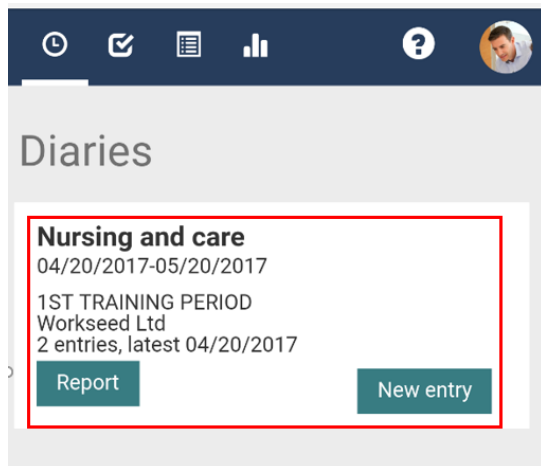 Diaries
Nursing and care
04/20/2017-05/20/2017
1ST TRAINING PERIOD
Workseed Ltd
2 entries, latest 04/20/2017
Report
New entry